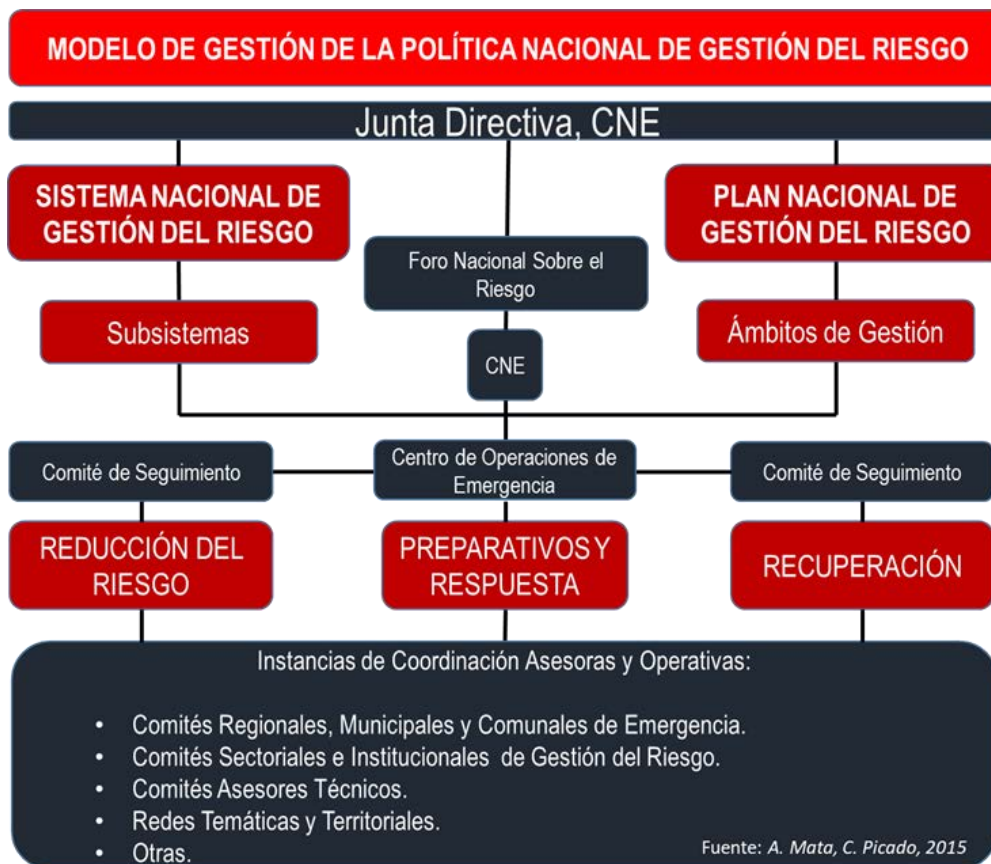 MODELO DE GESTIÓN DE LA POLÍTICA NACIONAL DE GESTIÓN DEL RIESGO
Junta Directiva, CNE
SISTEMA NACIONAL DE
GESTIÓN DEL RIESGO
Foro Nacional Sobre el
Riesgo
PLAN NACIONAL DE
GESTIÓN DEL RIESGO
Subsistemas
CNE
Ámbitos de Gestión
Comité de Seguimiento
Centro de Operaciones de
Emergencia
Comité de Seguimiento
REDUCCIÓN DEL
RIESGO
PREPARATIVOS Y
RESPUESTA
RECUPERACIÓN
Instancias de Coordinación Asesoras y Operativas:
• Comités Regionales, Municipales y Comunales de Emergencia.
• Comités Sectoriales e Institucionales de Gestión del Riesgo.
• Comités Asesores Técnicos.
• Redes Temáticas y Territoriales.
• Otras.
Fuente: A. Mata, C. Picado, 2015